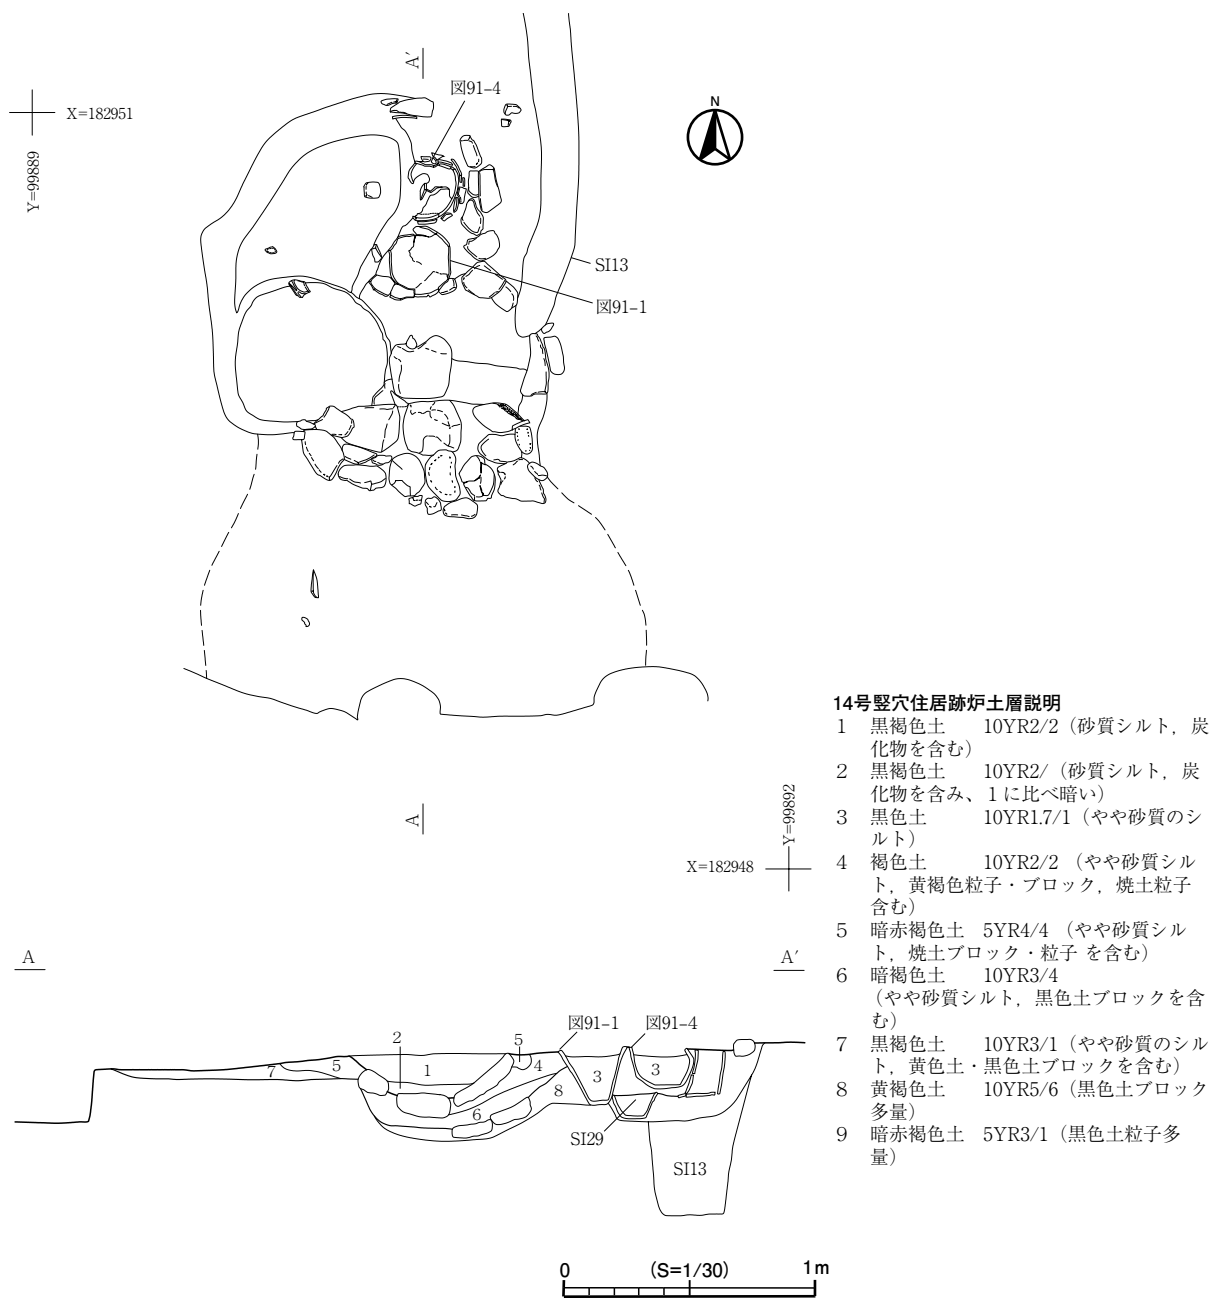 A′
図91-4
X=182951
N
Y=99889
SI13
図91-1
A
Y=99892
X=182948
A
A′
図91-1
図91-4
2
5
1
4
7
5
3
3
8
6
SI29
SI13
0
(S=1/30)
1m
14号竪穴住居跡炉土層説明
1 黒褐色土 10YR2/2（砂質シルト，炭
化物を含む）
2 黒褐色土 10YR2/（砂質シルト，炭
化物を含み、１に比べ暗い）
3 黒色土 10YR1.7/1（やや砂質のシ
ルト）
4 褐色土 10YR2/2 （やや砂質シル
ト，黄褐色粒子・ブロック，焼土粒子
含む）
5 暗赤褐色土 5YR4/4 （やや砂質シル
ト，焼土ブロック・粒子 を含む）
6 暗褐色土 10YR3/4
（やや砂質シルト，黒色土ブロックを含
む）
7 黒褐色土 10YR3/1（やや砂質のシル
ト，黄色土・黒色土ブロックを含む）
8 黄褐色土 10YR5/6（黒色土ブロック
多量）
9 暗赤褐色土 5YR3/1（黒色土粒子多
量）